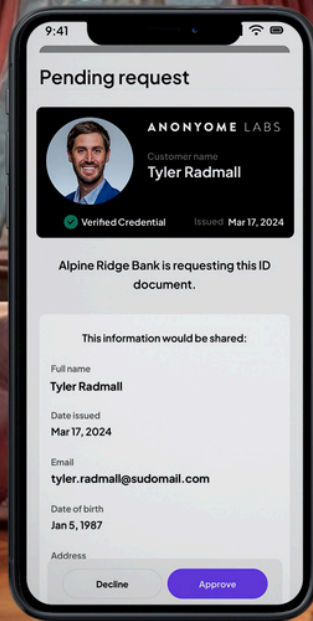 9:41
Pending request
ANONYOME LABS
Customer name
Tyler Radmall
Verified Credential Issued Mar 17, 2024
Alpine Ridge Bank is requesting this ID
document.
This information would be shared:
Full name
Tyler Radmall
Date issued
Mar 17, 2024
Email
tyler.radmall@sudomail.com
Date of birth
Jan 5, 1987
Address
Decline Approve